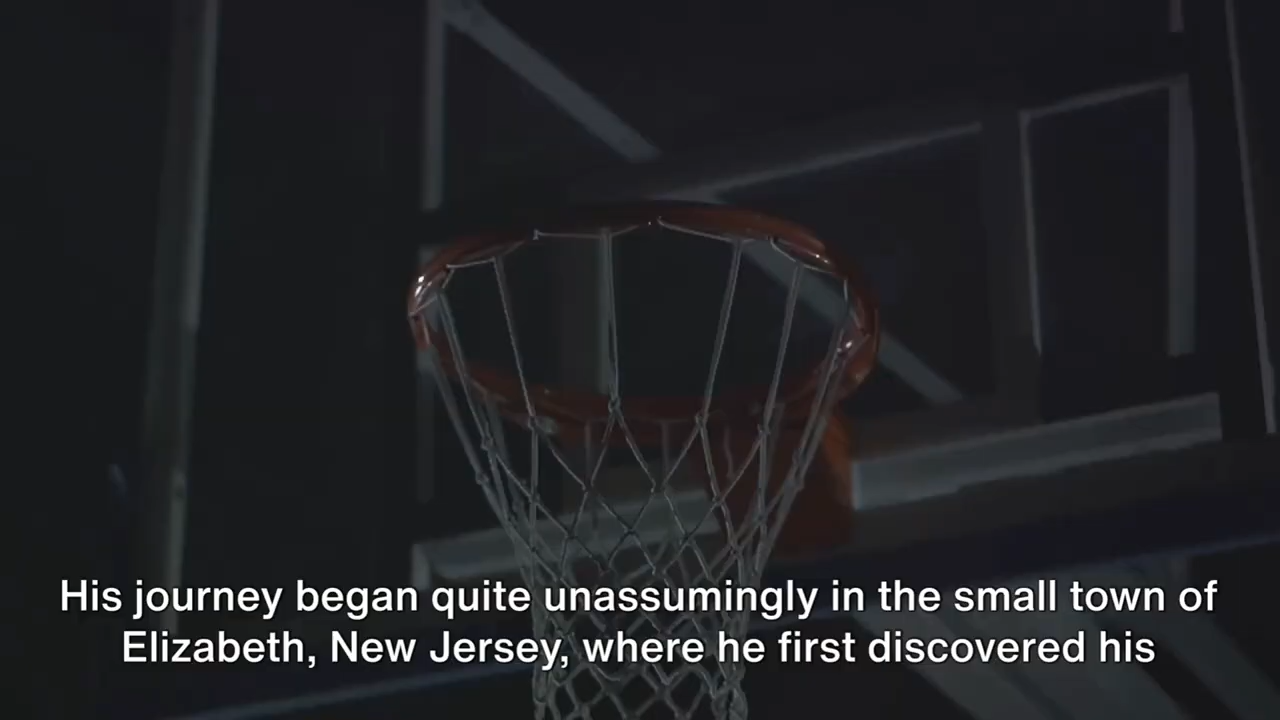 His journey began quite unassumingly in the small town of
Elizabeth, New Jersey, where he first discovered his